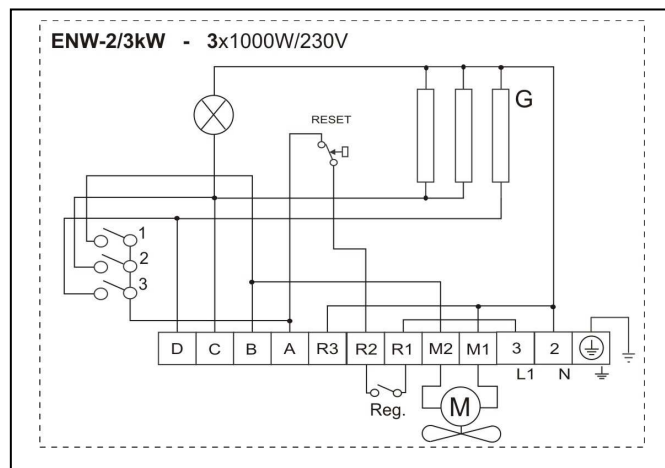 ENW-2/3kW - 3x1000W/230V
G
RESET
1
2
3
D C B A R3 R2 R1 M2 M1 3 2
L1 N
Reg.
M